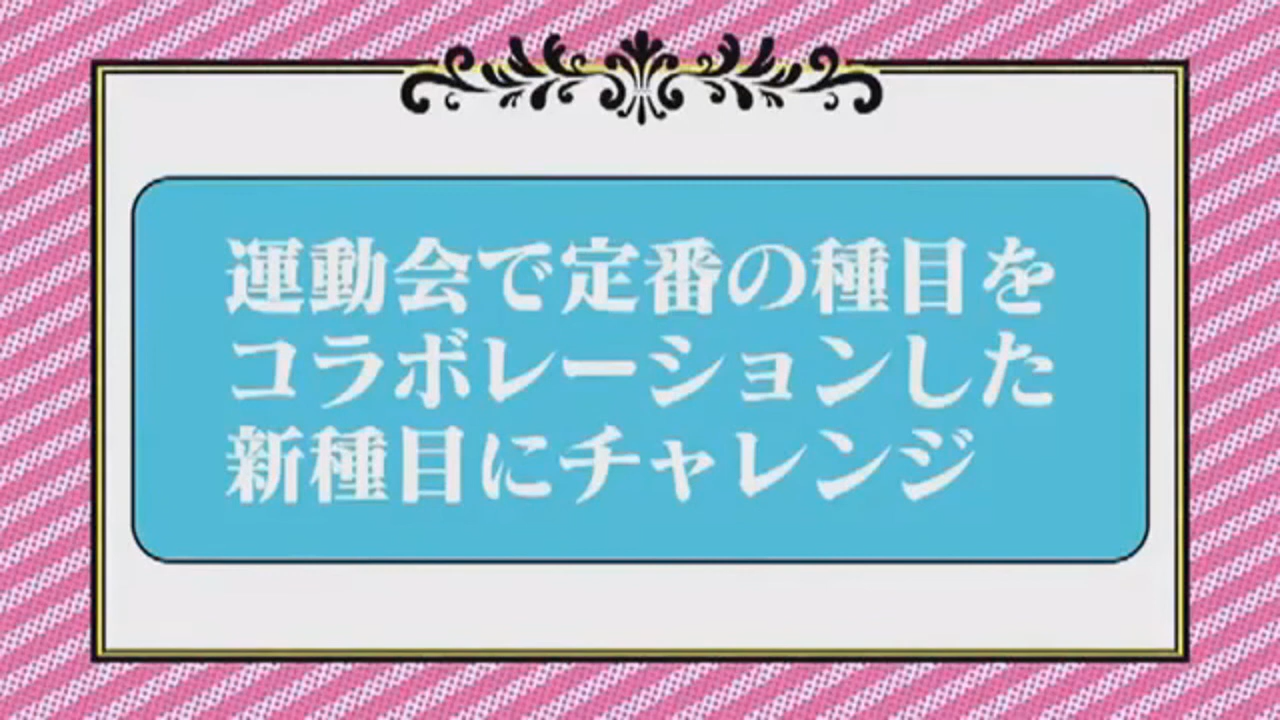 運動会で定番の種目を
コラボレーションした
新種目にチャレンジ